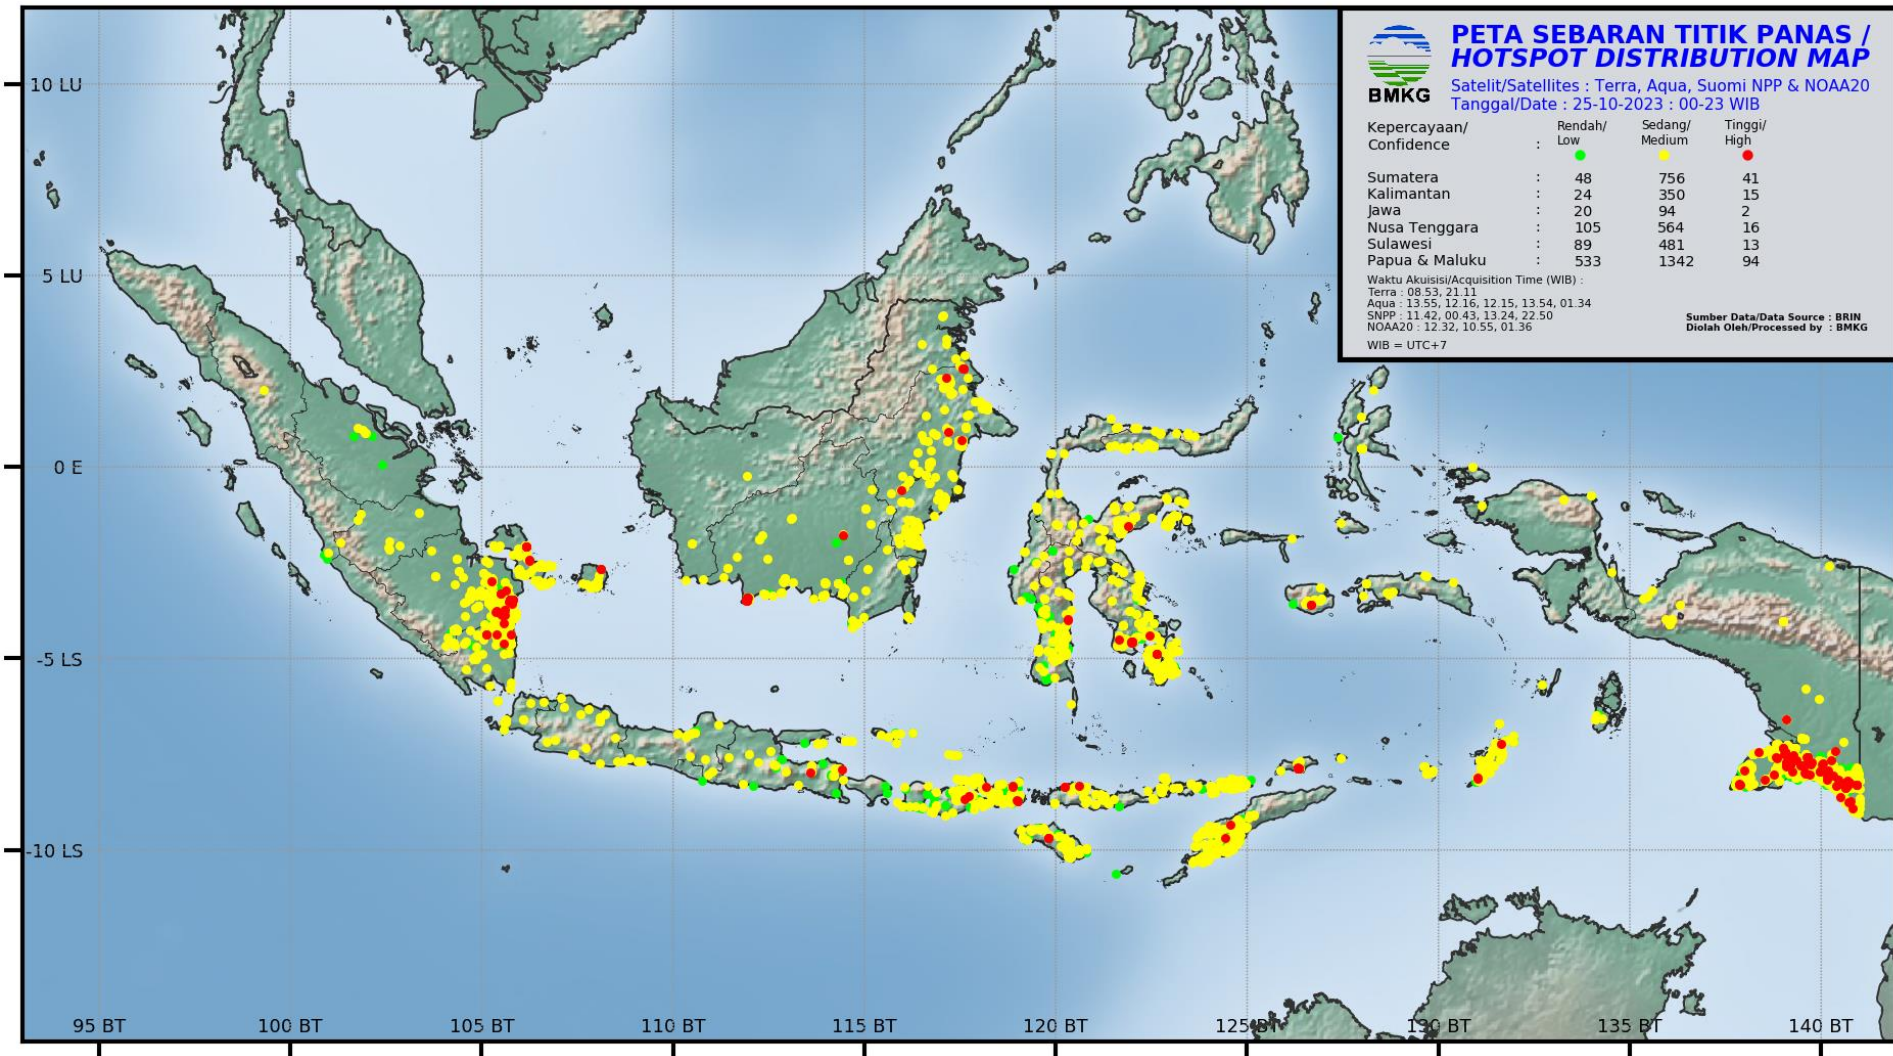 PETA SEBARAN TITIK PANAS /
HOTSPOT DISTRIBUTION MAP
Satelit/Satellites : Terra, Aqua, Suomi NPP & NOAA20
Tanggal/Date : 25-10-2023 : 00-23 WIB
BMKG
Kepercayaan/ Rendah/ Sedang/ Tinggi/
Confidence : Low Medium High
Sumatera : 48 756 41
Kalimantan : 24 350 15
Jawa : 20 94 2
Nusa Tenggara : 105 564 16
Sulawesi : 89 481 13
Papua & Maluku : 533 1342 94
Waktu Akuisisi/Acquisition Time (WIB) :
Terra : 08.53, 21.11
Aqua : 13.55, 12.16, 12.15, 13.54, 01.34
SNPP : 11.42, 00.43, 13.24, 22.50
NOAA20 : 12.32, 10.55, 01.36
WIB = UTC+7
Sumber Data/Data Source : BRIN
Diolah Oleh/Processed by : BMKG
10 LU
5 LU
0 E
-5 LS
-10 LS
95 BT 100 BT 105 BT 110 BT 115 BT 120 BT 125 BT 130 BT 135 BT 140 BT